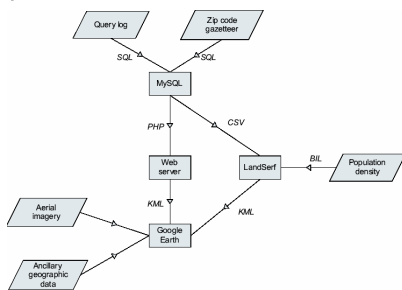 Query log
Zip code
gazetteer
SQL
SQL
MySQL
PHP
CSV
Web
server
LandSerf
BIL
Population
density
KML
KML
Aerial
imagery
Google
Earth
Ancillary
geographic
data